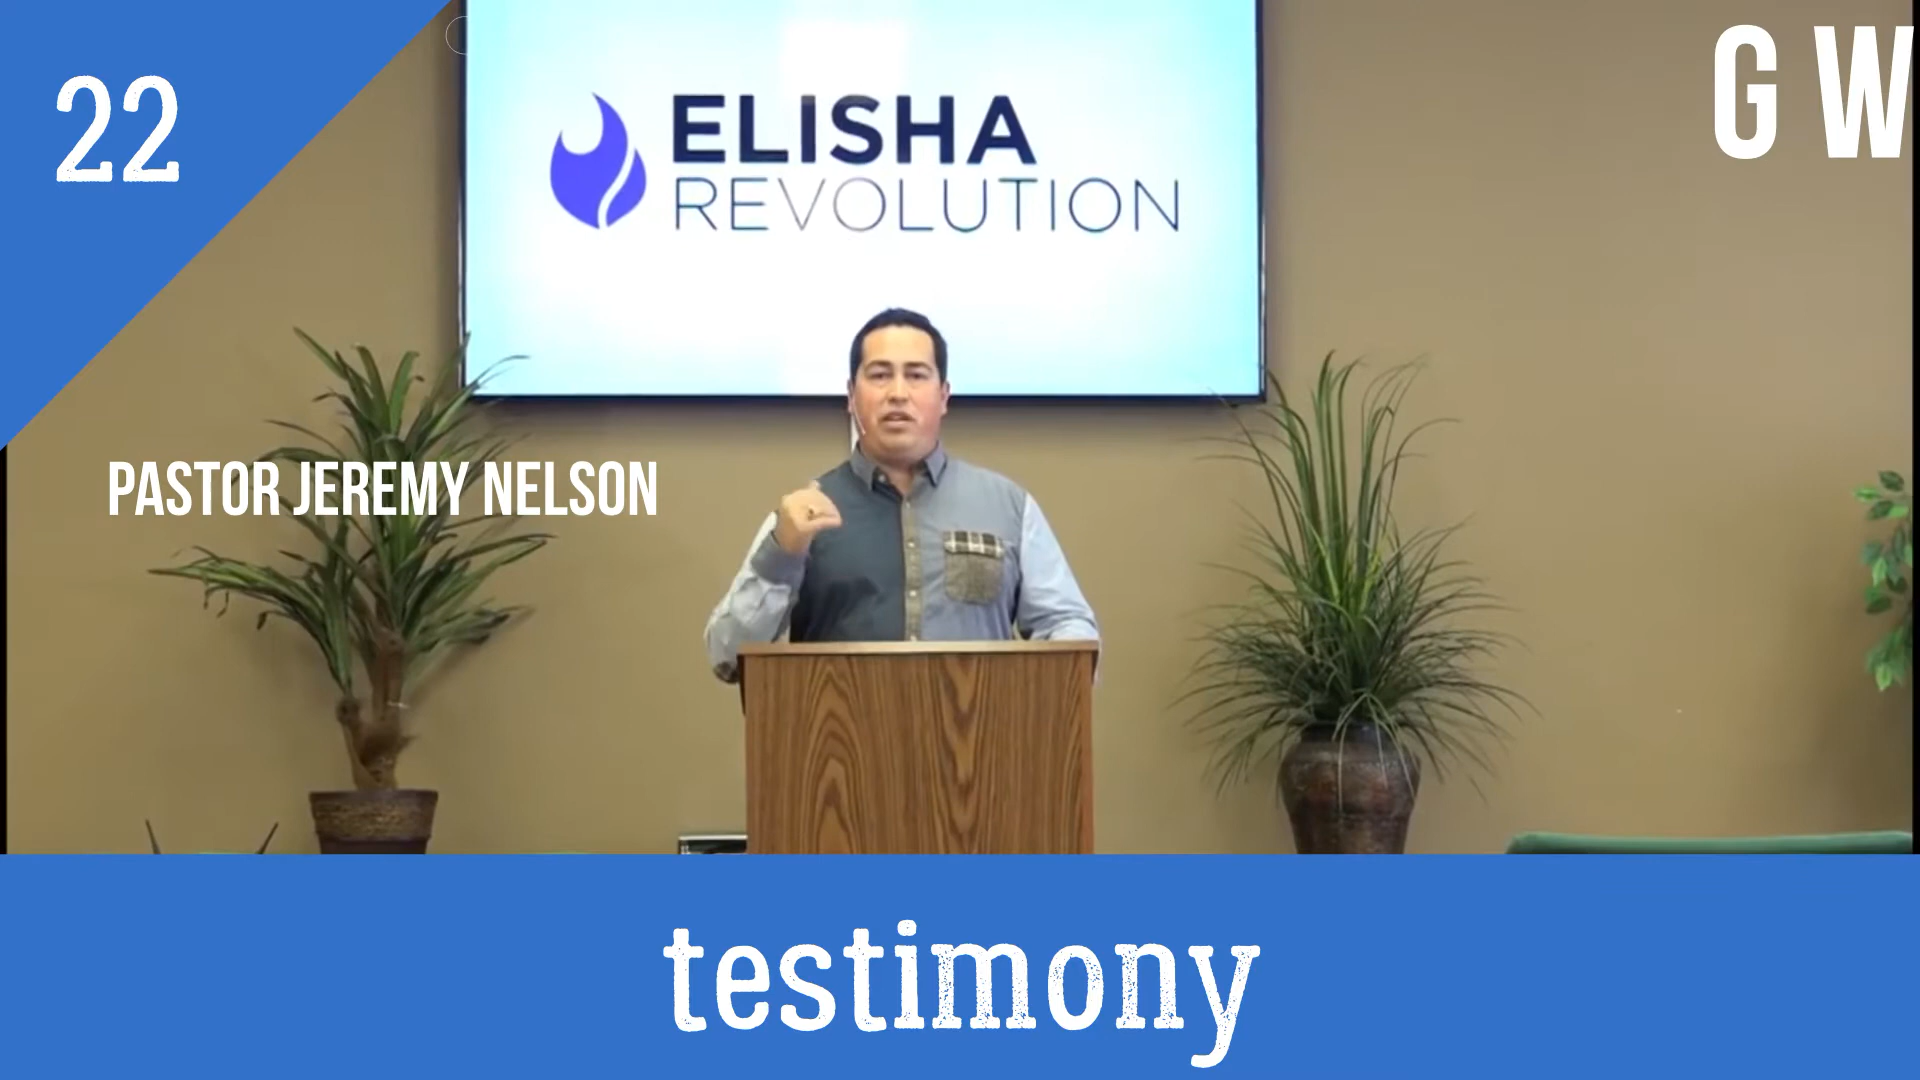 22
G W
ELISHA
REVOLUTION
PASTOR JEREMY NELSON
testimony